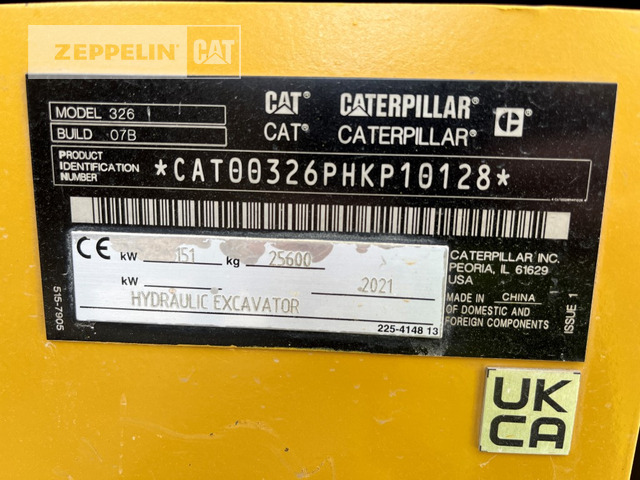 ZEPPELIN CAT
MODEL 326
BUILD 07B
CAT® CATERPILLAR®
CAT® CATERPILLAR®
PRODUCT IDENTIFICATION NUMBER
*CAT00326PHKP10128*
CE kW 151 kg 25600
kW 2021
HYDRAULIC EXCAVATOR
225-4148 13
CATERPILLAR INC.
PEORIA, IL 61629
USA
MADE IN CHINA
OF DOMESTIC AND
FOREIGN COMPONENTS
515-7905
ISSUE 1
UK
CA